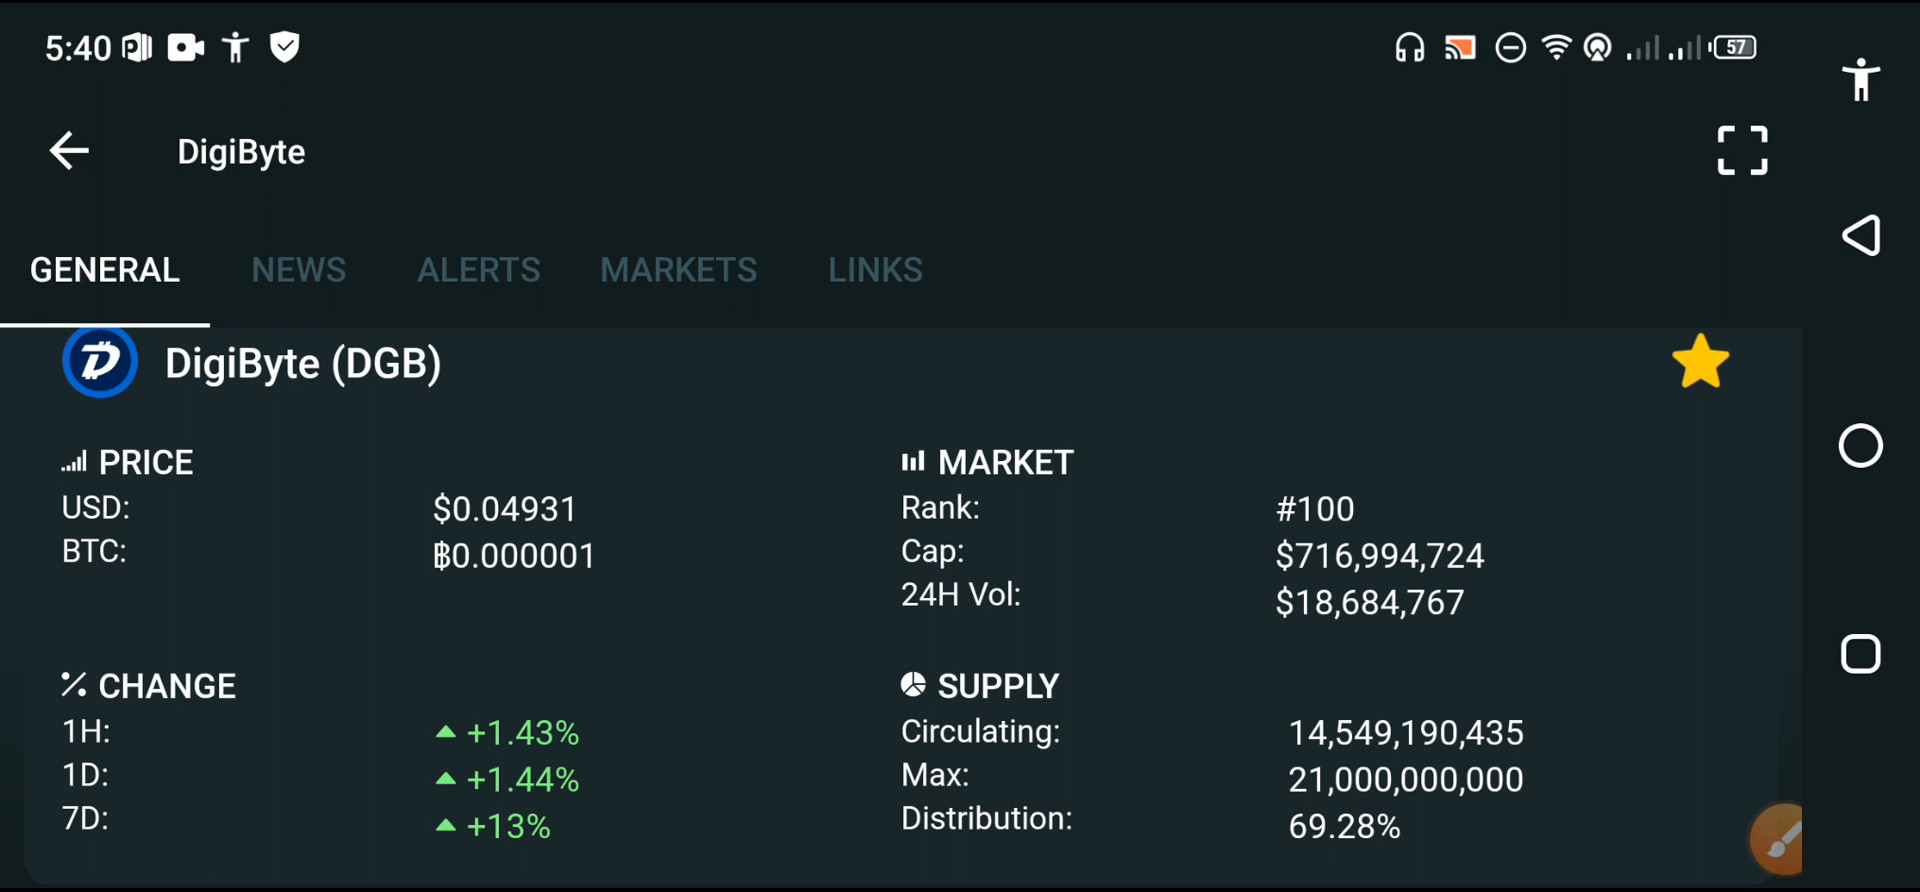 5:40
57
DigiByte
GENERAL NEWS ALERTS MARKETS LINKS
DigiByte (DGB)
PRICE
USD: $0.04931
BTC: ฿0.000001
MARKET
Rank: #100
Cap: $716,994,724
24H Vol: $18,684,767
CHANGE
1H: +1.43%
1D: +1.44%
7D: +13%
SUPPLY
Circulating: 14,549,190,435
Max: 21,000,000,000
Distribution: 69.28%